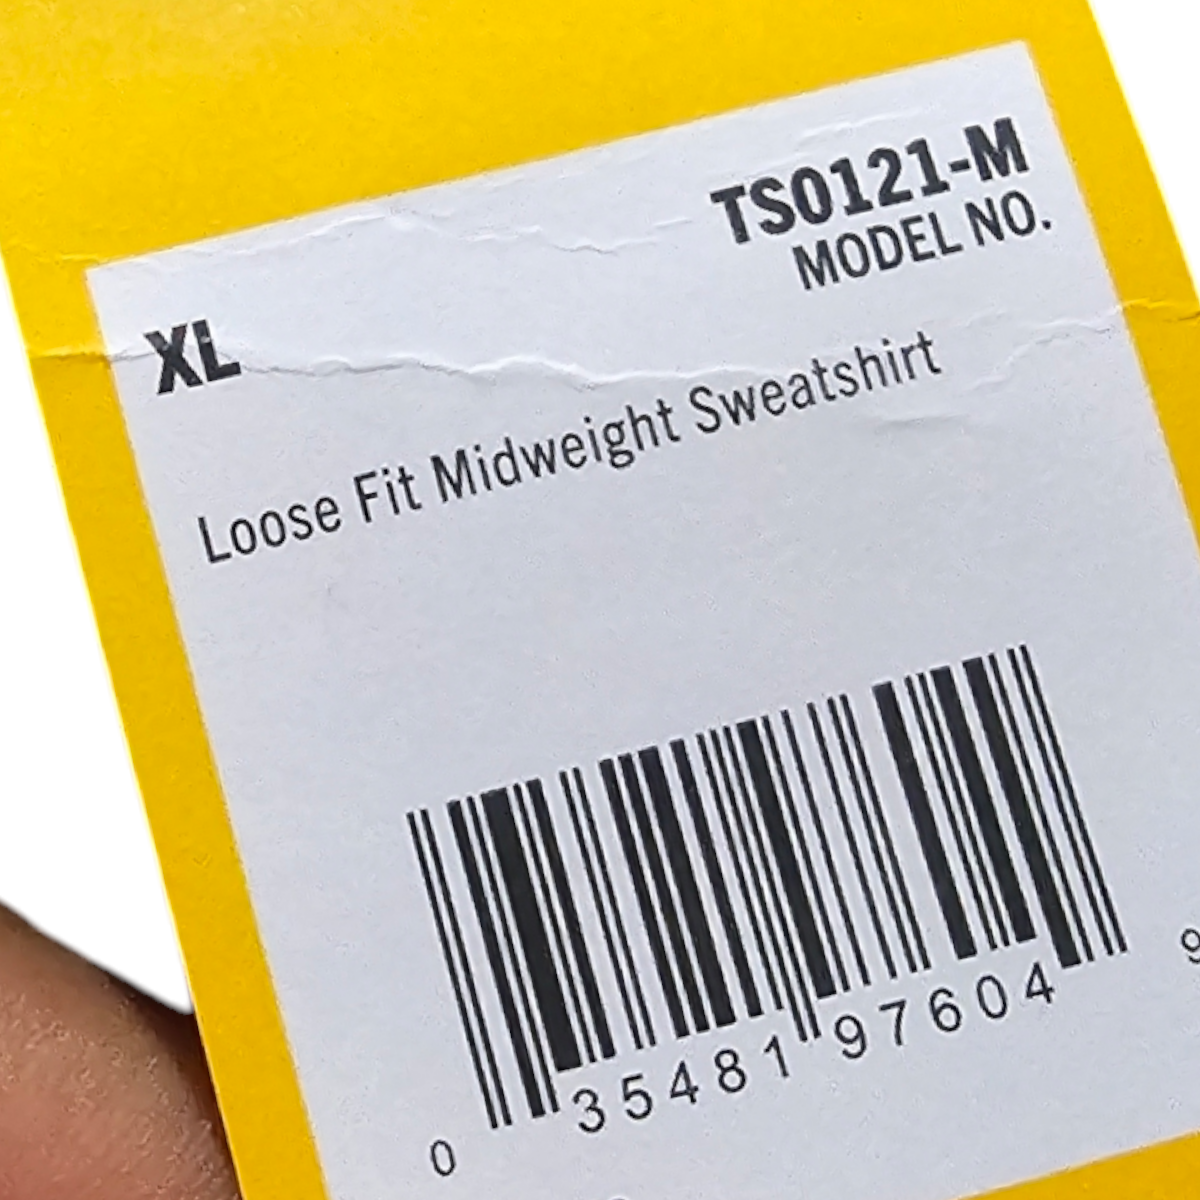 TS0121-M
MODEL NO.
XL
Loose Fit Midweight Sweatshirt
0 35481 97604 9